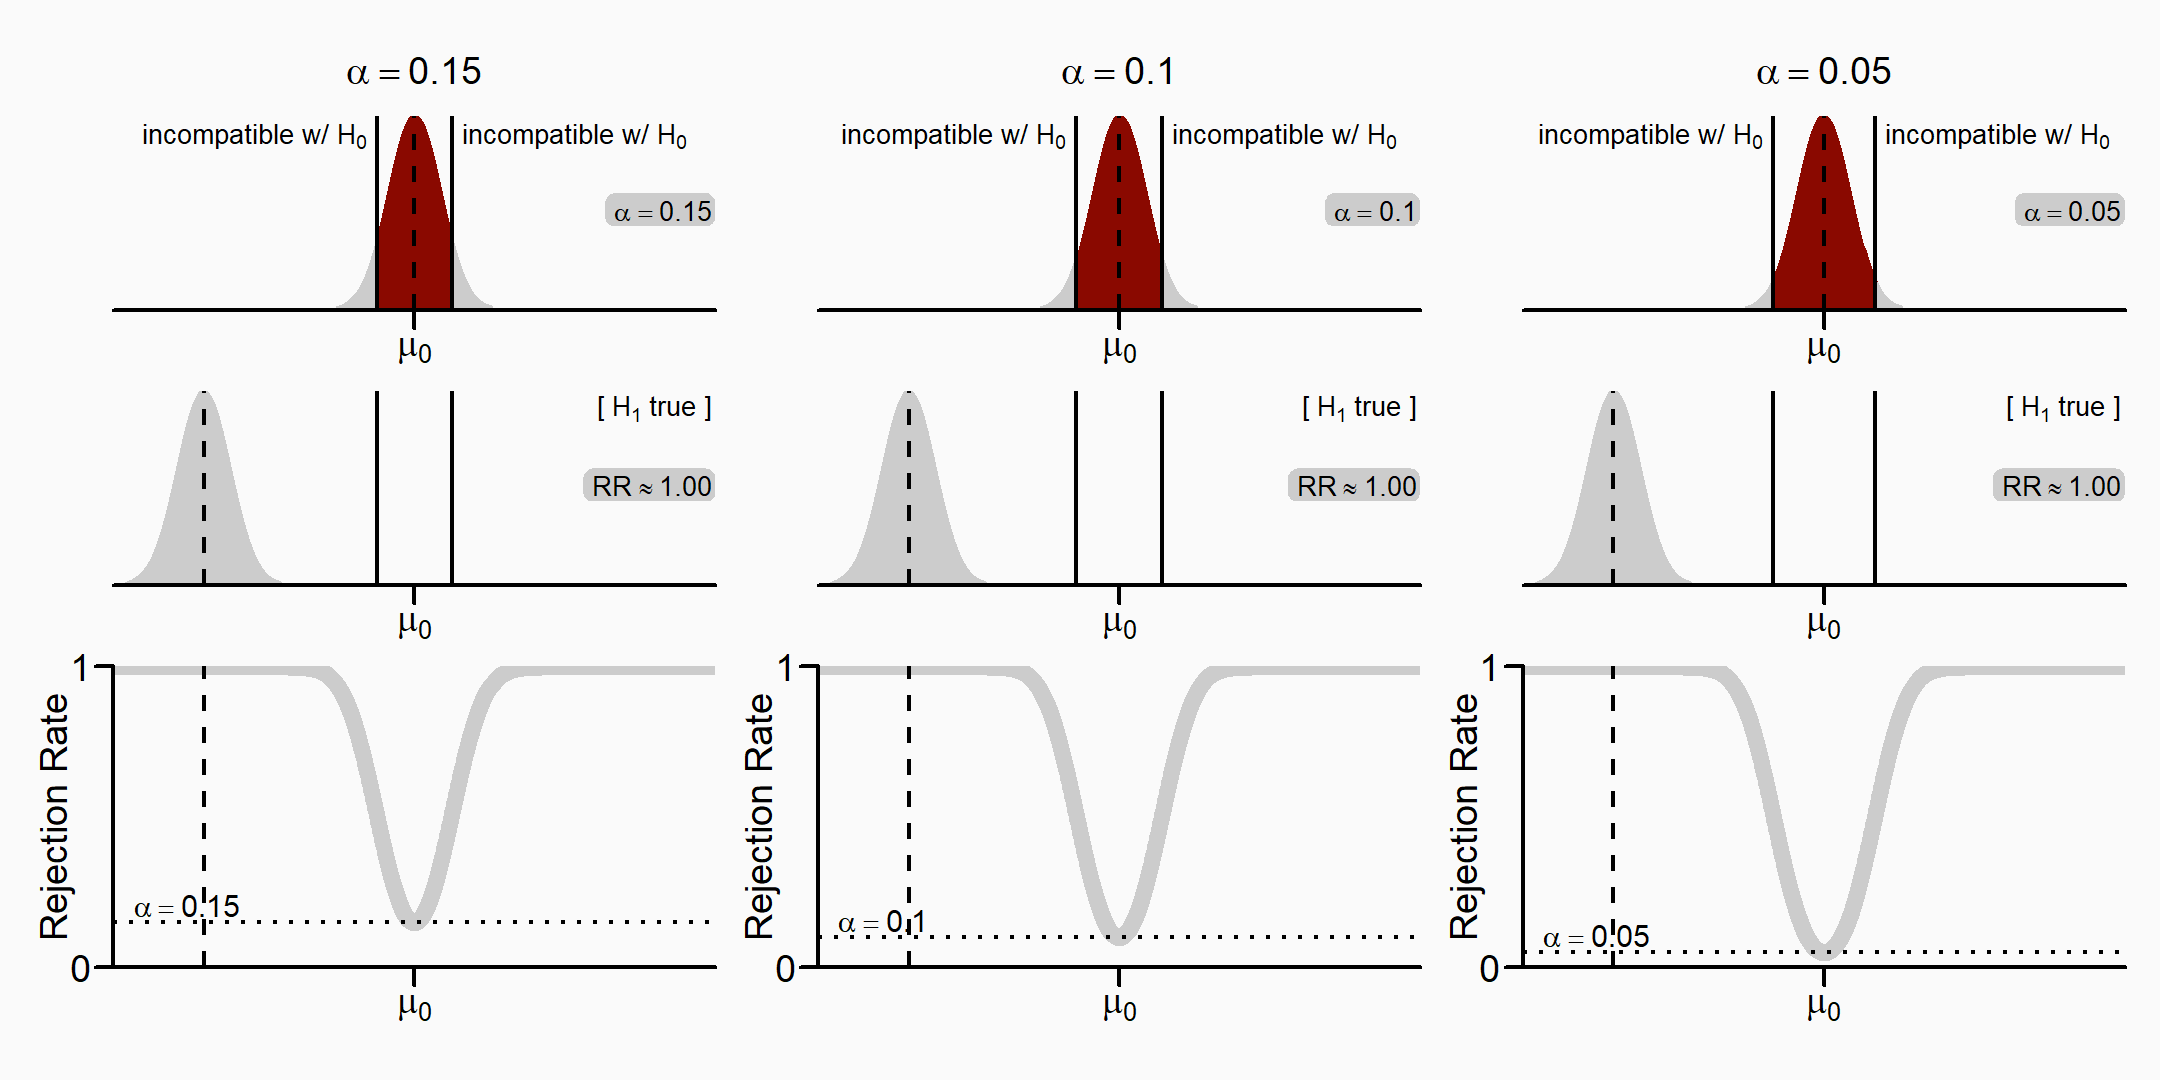 α = 0.15
incompatible w/ H₀
incompatible w/ H₀
α = 0.15
μ₀
[ H₁ true ]
RR ≈ 1.00
μ₀
1
Rejection Rate
α = 0.15
0
μ₀
α = 0.1
incompatible w/ H₀
incompatible w/ H₀
α = 0.1
μ₀
[ H₁ true ]
RR ≈ 1.00
μ₀
1
Rejection Rate
α = 0.1
0
μ₀
α = 0.05
incompatible w/ H₀
incompatible w/ H₀
α = 0.05
μ₀
[ H₁ true ]
RR ≈ 1.00
μ₀
1
Rejection Rate
α = 0.05
0
μ₀